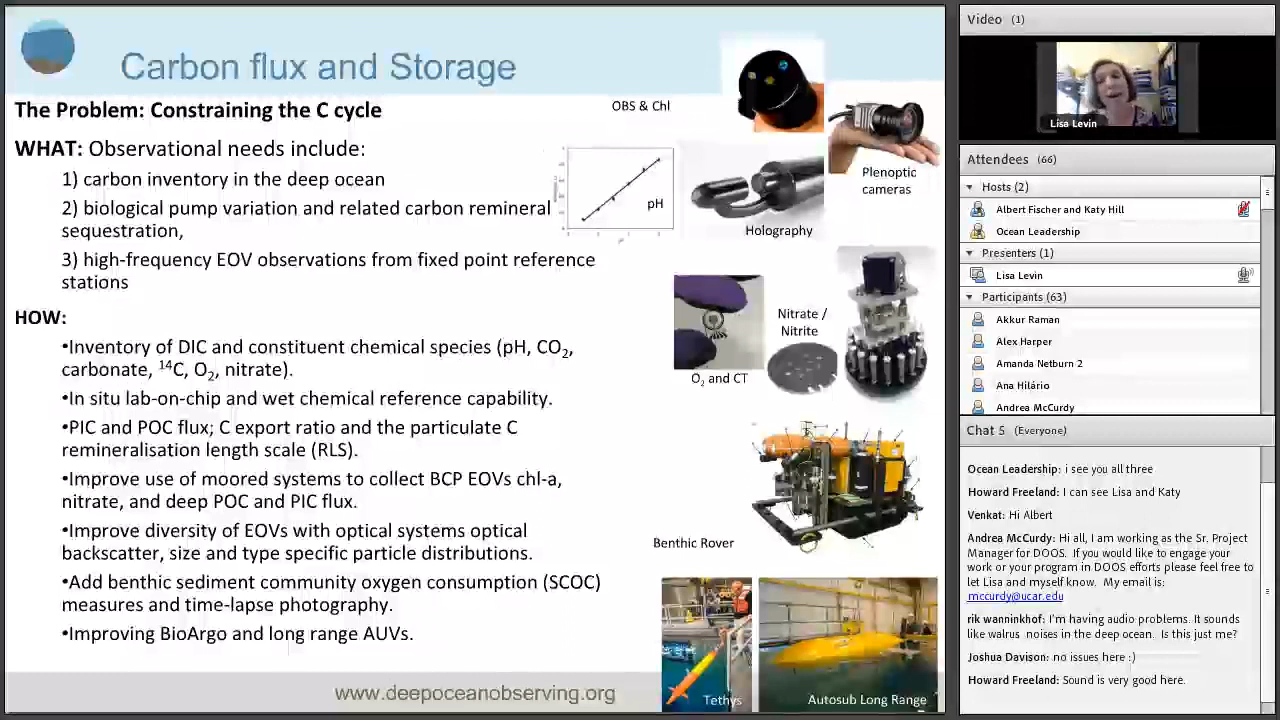 Carbon flux and Storage
The Problem: Constraining the C cycle
WHAT: Observational needs include:
1) carbon inventory in the deep ocean
2) biological pump variation and related carbon remineral
sequestration,
3) high-frequency EOV observations from fixed point reference
stations
HOW:
•Inventory of DIC and constituent chemical species (pH, CO₂,
carbonate, ¹⁴C, O₂, nitrate).
•In situ lab-on-chip and wet chemical reference capability.
•PIC and POC flux; C export ratio and the particulate C
remineralisation length scale (RLS).
•Improve use of moored systems to collect BCP EOVs chl-a,
nitrate, and deep POC and PIC flux.
•Improve diversity of EOVs with optical systems optical
backscatter, size and type specific particle distributions.
•Add benthic sediment community oxygen consumption (SCOC)
measures and time-lapse photography.
•Improving BioArgo and long range AUVs.
OBS & Chl
Plenoptic
cameras
pH
Holography
Nitrate /
Nitrite
O₂ and CT
Benthic Rover
Tethys
Autosub Long Range
www.deepoceanobserving.org
Video (1)
Lisa Levin
Attendees (66)
Hosts (2)
Albert Fischer and Katy Hill
Ocean Leadership
Presenters (1)
Lisa Levin
Participants (63)
Akkur Raman
Alex Harper
Amanda Netburn 2
Ana Hilário
Andrea McCurdy
Chat 5 (Everyone)
Ocean Leadership: i see you all three
Howard Freeland: I can see Lisa and Katy
Venkat: Hi Albert
Andrea McCurdy: Hi all, I am working as the Sr. Project
Manager for DOOS. If you would like to engage your
work or your program in DOOS efforts please feel free to
let Lisa and myself know. My email is:
mccurdy@ucar.edu
rik wanninkhof: I'm having audio problems. It sounds
like walrus noises in the deep ocean. Is this just me?
Joshua Davison: no issues here :)
Howard Freeland: Sound is very good here.